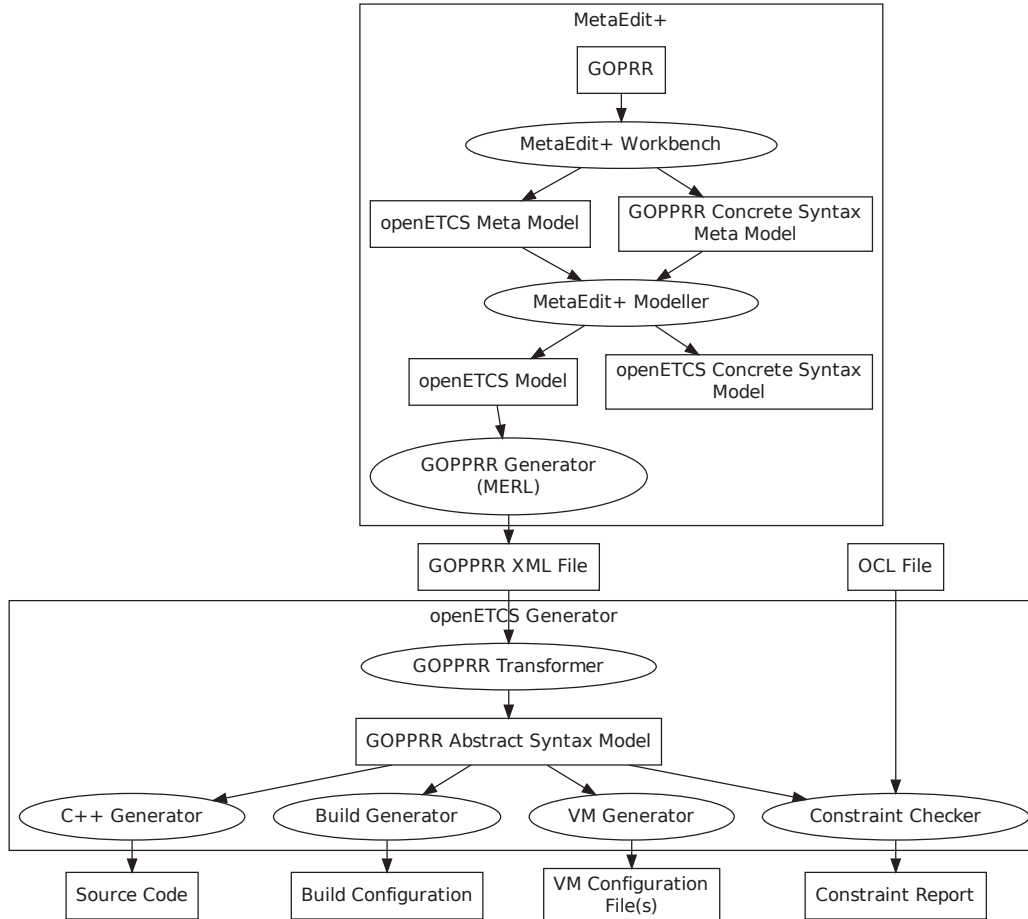 MetaEdit+
GOPRR
MetaEdit+ Workbench
openETCS Meta Model
GOPPRR Concrete Syntax
Meta Model
MetaEdit+ Modeller
openETCS Model
openETCS Concrete Syntax
Model
GOPPRR Generator
(MERL)
GOPPRR XML File
OCL File
openETCS Generator
GOPPRR Transformer
GOPPRR Abstract Syntax Model
C++ Generator
Build Generator
VM Generator
Constraint Checker
Source Code
Build Configuration
VM Configuration
File(s)
Constraint Report